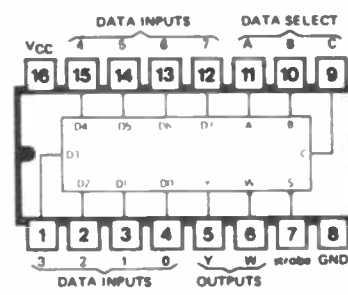 DATA INPUTS DATA SELECT
VCC 4 5 6 7 A B C
16 15 14 13 12 11 10 9
D4 D5 D6 D7 A B
D3 C
D2 D1 D0 Y W S
1 2 3 4 5 6 7 8
3 2 1 0 Y W strobe GND
DATA INPUTS OUTPUTS